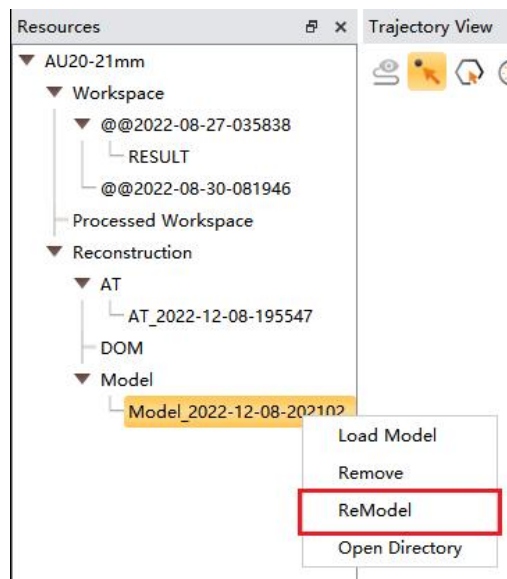 Resources
Trajectory View
AU20-21mm
Workspace
@@2022-08-27-035838
RESULT
@@2022-08-30-081946
Processed Workspace
Reconstruction
AT
AT_2022-12-08-195547
DOM
Model
Model_2022-12-08-202102
Load Model
Remove
ReModel
Open Directory